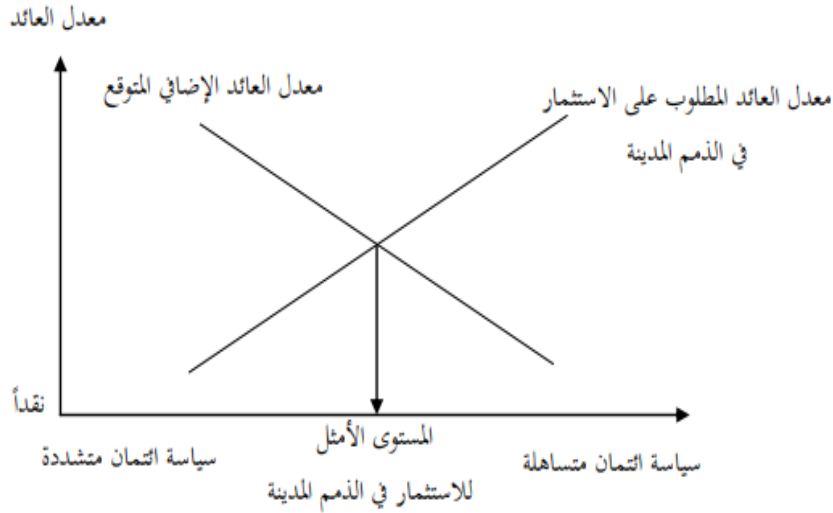 معدل العائد
معدل العائد الإضافي المتوقع
معدل العائد المطلوب على الاستثمار
في الذمم المدينة
نقداً
سياسة ائتمان متشددة
المستوى الأمثل
للاستثمار في الذمم المدينة
سياسة ائتمان متساهلة